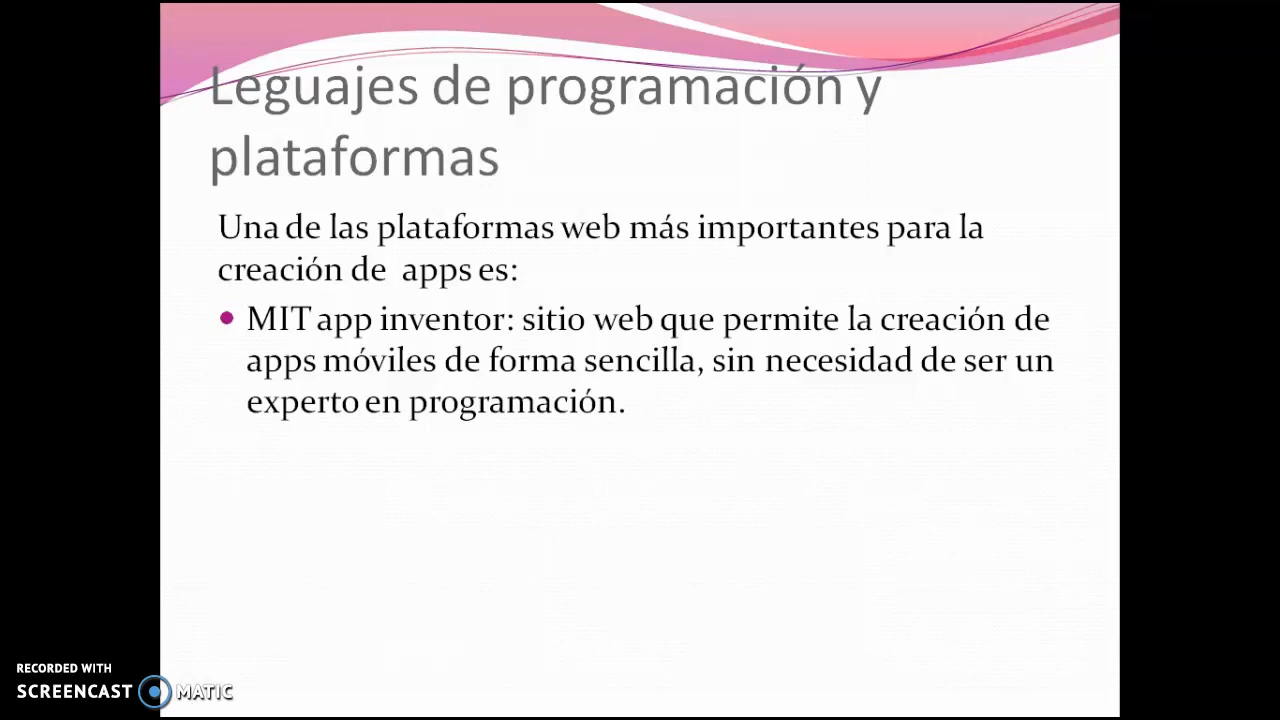 Leguajes de programación y
plataformas
Una de las plataformas web más importantes para la
creación de apps es:
MIT app inventor: sitio web que permite la creación de
apps móviles de forma sencilla, sin necesidad de ser un
experto en programación.
RECORDED WITH
SCREENCAST MATIC